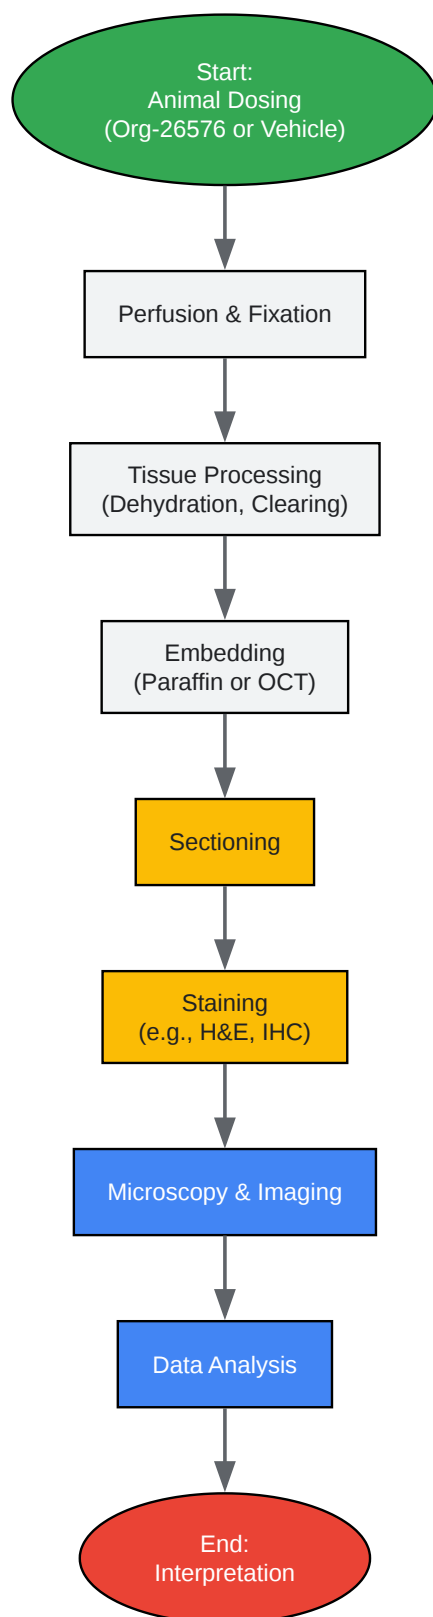 Start:
Animal Dosing
(Org-26576 or Vehicle)
Perfusion & Fixation
Tissue Processing
(Dehydration, Clearing)
Embedding
(Paraffin or OCT)
Sectioning
Staining
(e.g., H&E, IHC)
Microscopy & Imaging
Data Analysis
End:
Interpretation